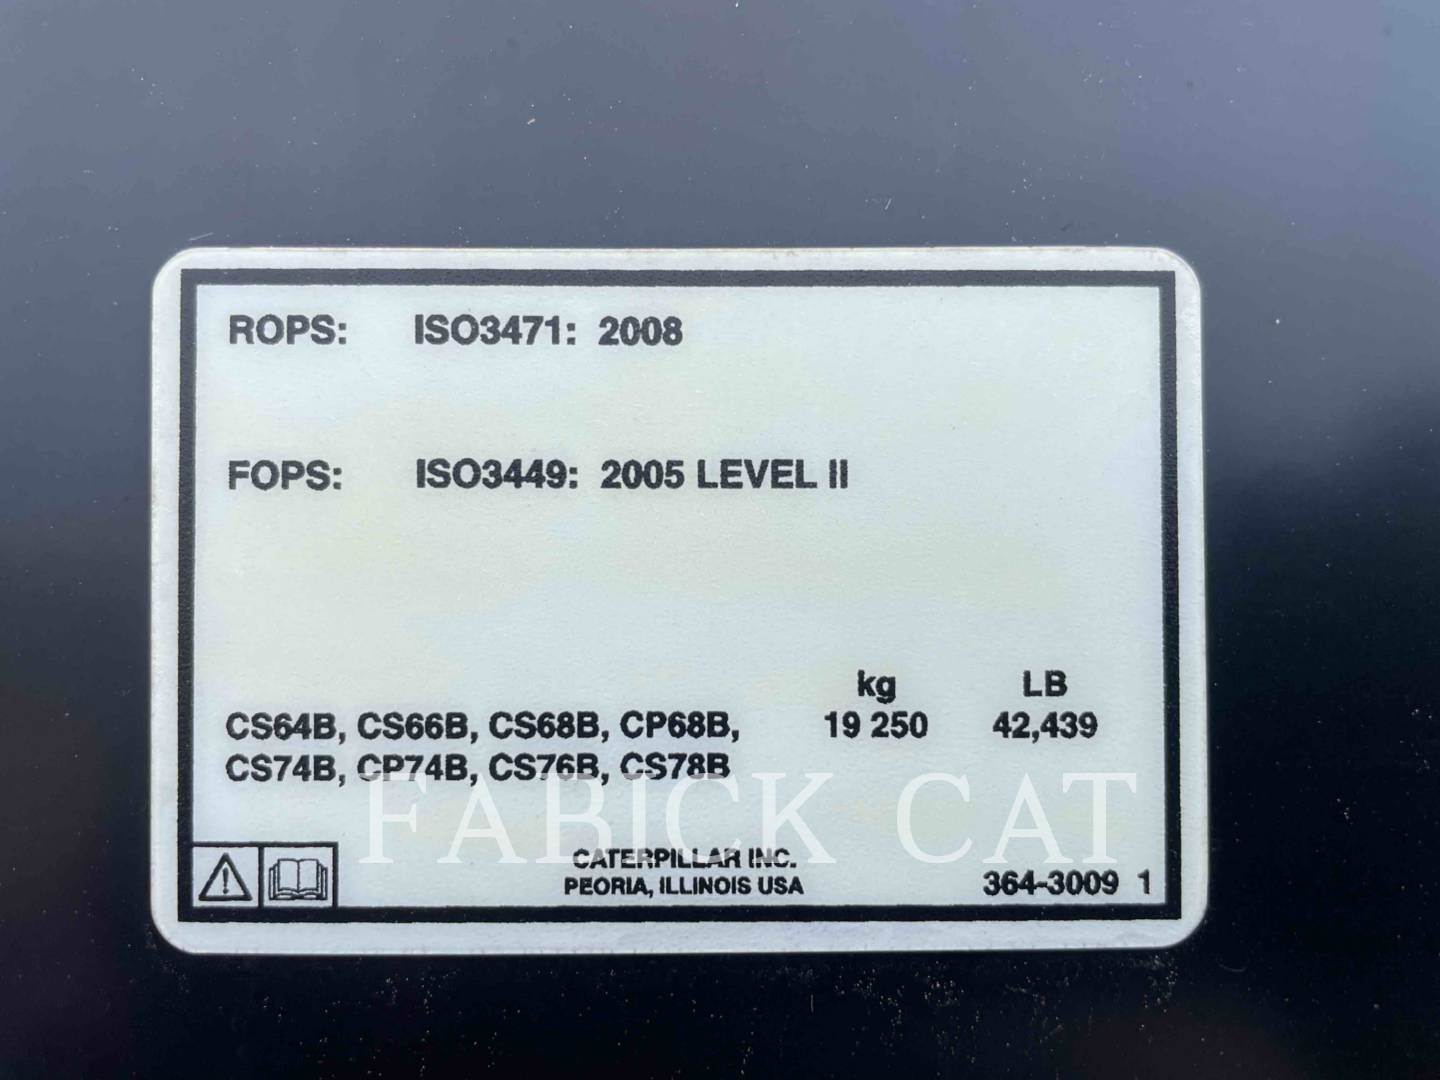 ROPS: ISO3471: 2008
FOPS: ISO3449: 2005 LEVEL II
kg LB
CS64B, CS66B, CS68B, CP68B, 19 250 42,439
CS74B, CP74B, CS76B, CS78B
FABICK CAT
CATERPILLAR INC.
PEORIA, ILLINOIS USA
364-3009 1